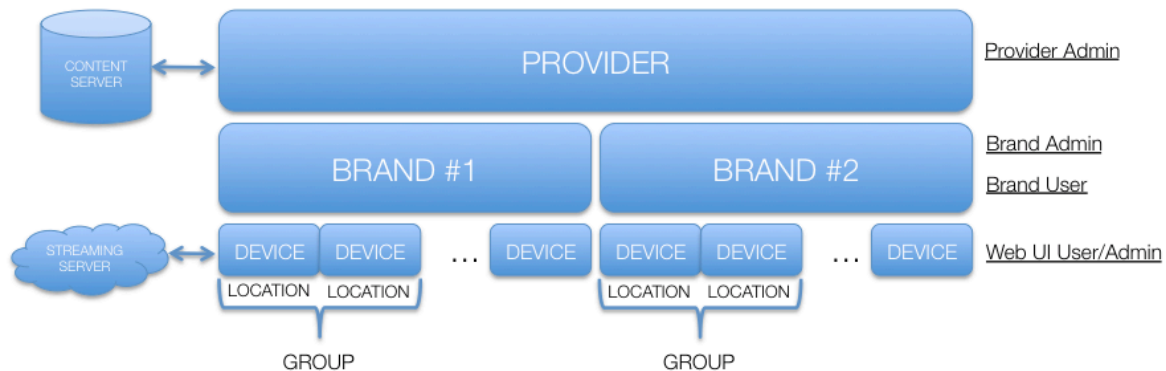 CONTENT
SERVER
PROVIDER
Provider Admin
BRAND #1
BRAND #2
Brand Admin
Brand User
STREAMING
SERVER
DEVICE DEVICE ... DEVICE DEVICE DEVICE ... DEVICE
Web UI User/Admin
LOCATION LOCATION LOCATION LOCATION
GROUP GROUP